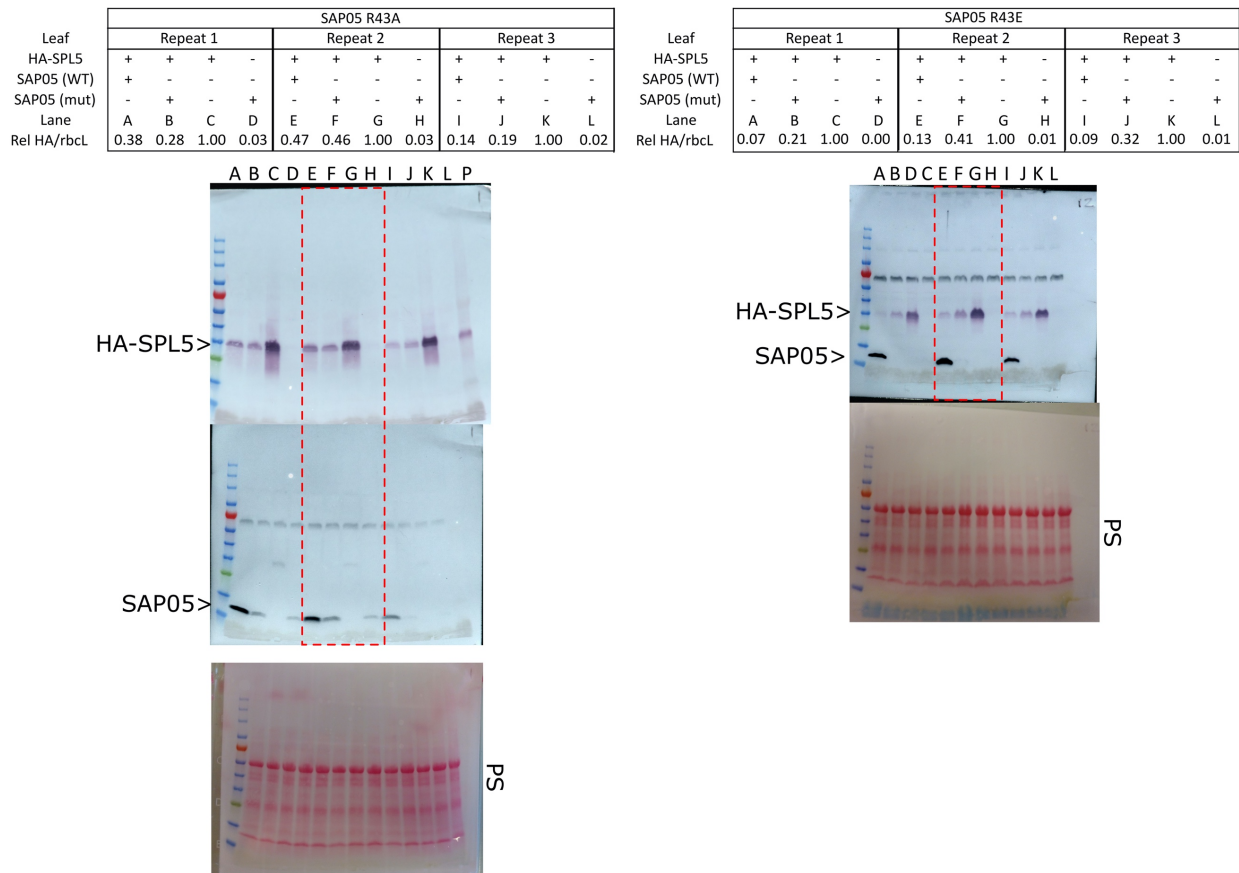 SAP05 R43A
Leaf Repeat 1 Repeat 2 Repeat 3
HA-SPL5 + + + - + + + - + + + -
SAP05 (WT) + - - - + - - - + - - -
SAP05 (mut) - + - + - + - + - + - +
Lane A B C D E F G H I J K L
Rel HA/rbcL 0.38 0.28 1.00 0.03 0.47 0.46 1.00 0.03 0.14 0.19 1.00 0.02
A B C D E F G H I J K L P
HA-SPL5>
SAP05>
PS
SAP05 R43E
Leaf Repeat 1 Repeat 2 Repeat 3
HA-SPL5 + + + - + + + - + + + -
SAP05 (WT) + - - - + - - - + - - -
SAP05 (mut) - + - + - + - + - + - +
Lane A B C D E F G H I J K L
Rel HA/rbcL 0.07 0.21 1.00 0.00 0.13 0.41 1.00 0.01 0.09 0.32 1.00 0.01
A B D C E F G H I J K L
HA-SPL5>
SAP05>
PS